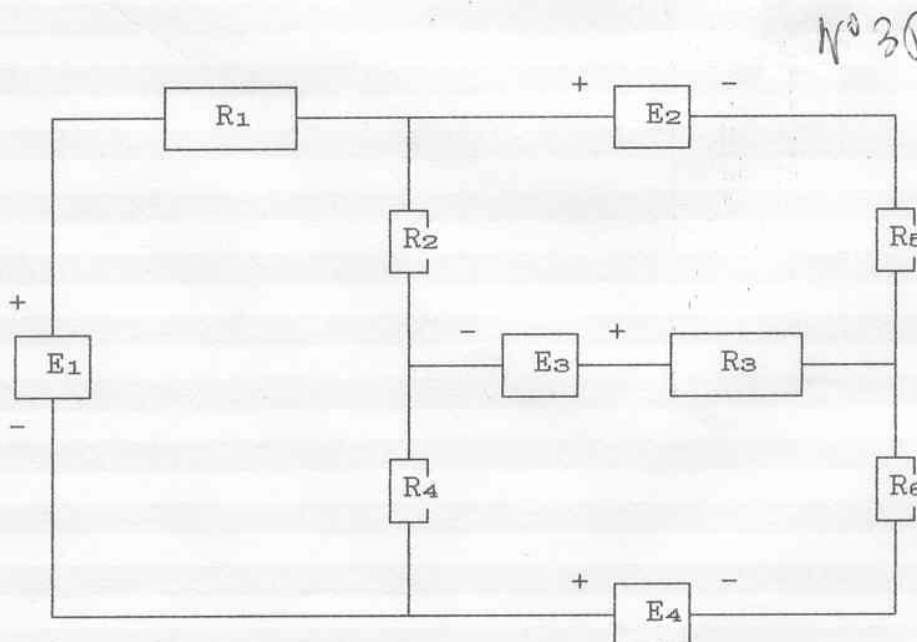 N° 3
+ -
R1 E2
R2 R5
+ - +
E1 E3 R3
-
R4 R6
+ -
E4